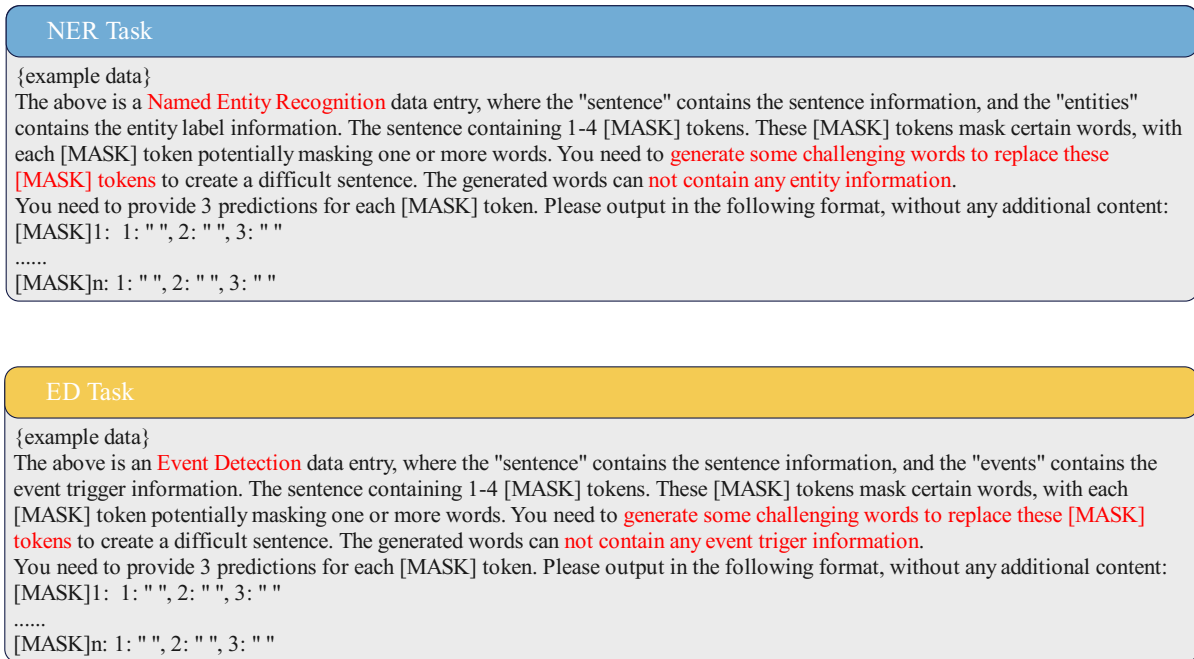 NER Task
{example data}
The above is a Named Entity Recognition data entry, where the "sentence" contains the sentence information, and the "entities"
contains the entity label information. The sentence containing 1-4 [MASK] tokens. These [MASK] tokens mask certain words, with
each [MASK] token potentially masking one or more words. You need to generate some challenging words to replace these
[MASK] tokens to create a difficult sentence. The generated words can not contain any entity information.
You need to provide 3 predictions for each [MASK] token. Please output in the following format, without any additional content:
[MASK]1:  1: " ", 2: " ", 3: " "
......
[MASK]n: 1: " ", 2: " ", 3: " "
ED Task
{example data}
The above is an Event Detection data entry, where the "sentence" contains the sentence information, and the "events" contains the
event trigger information. The sentence containing 1-4 [MASK] tokens. These [MASK] tokens mask certain words, with each
[MASK] token potentially masking one or more words. You need to generate some challenging words to replace these [MASK]
tokens to create a difficult sentence. The generated words can not contain any event triger information.
You need to provide 3 predictions for each [MASK] token. Please output in the following format, without any additional content:
[MASK]1:  1: " ", 2: " ", 3: " "
......
[MASK]n: 1: " ", 2: " ", 3: " "